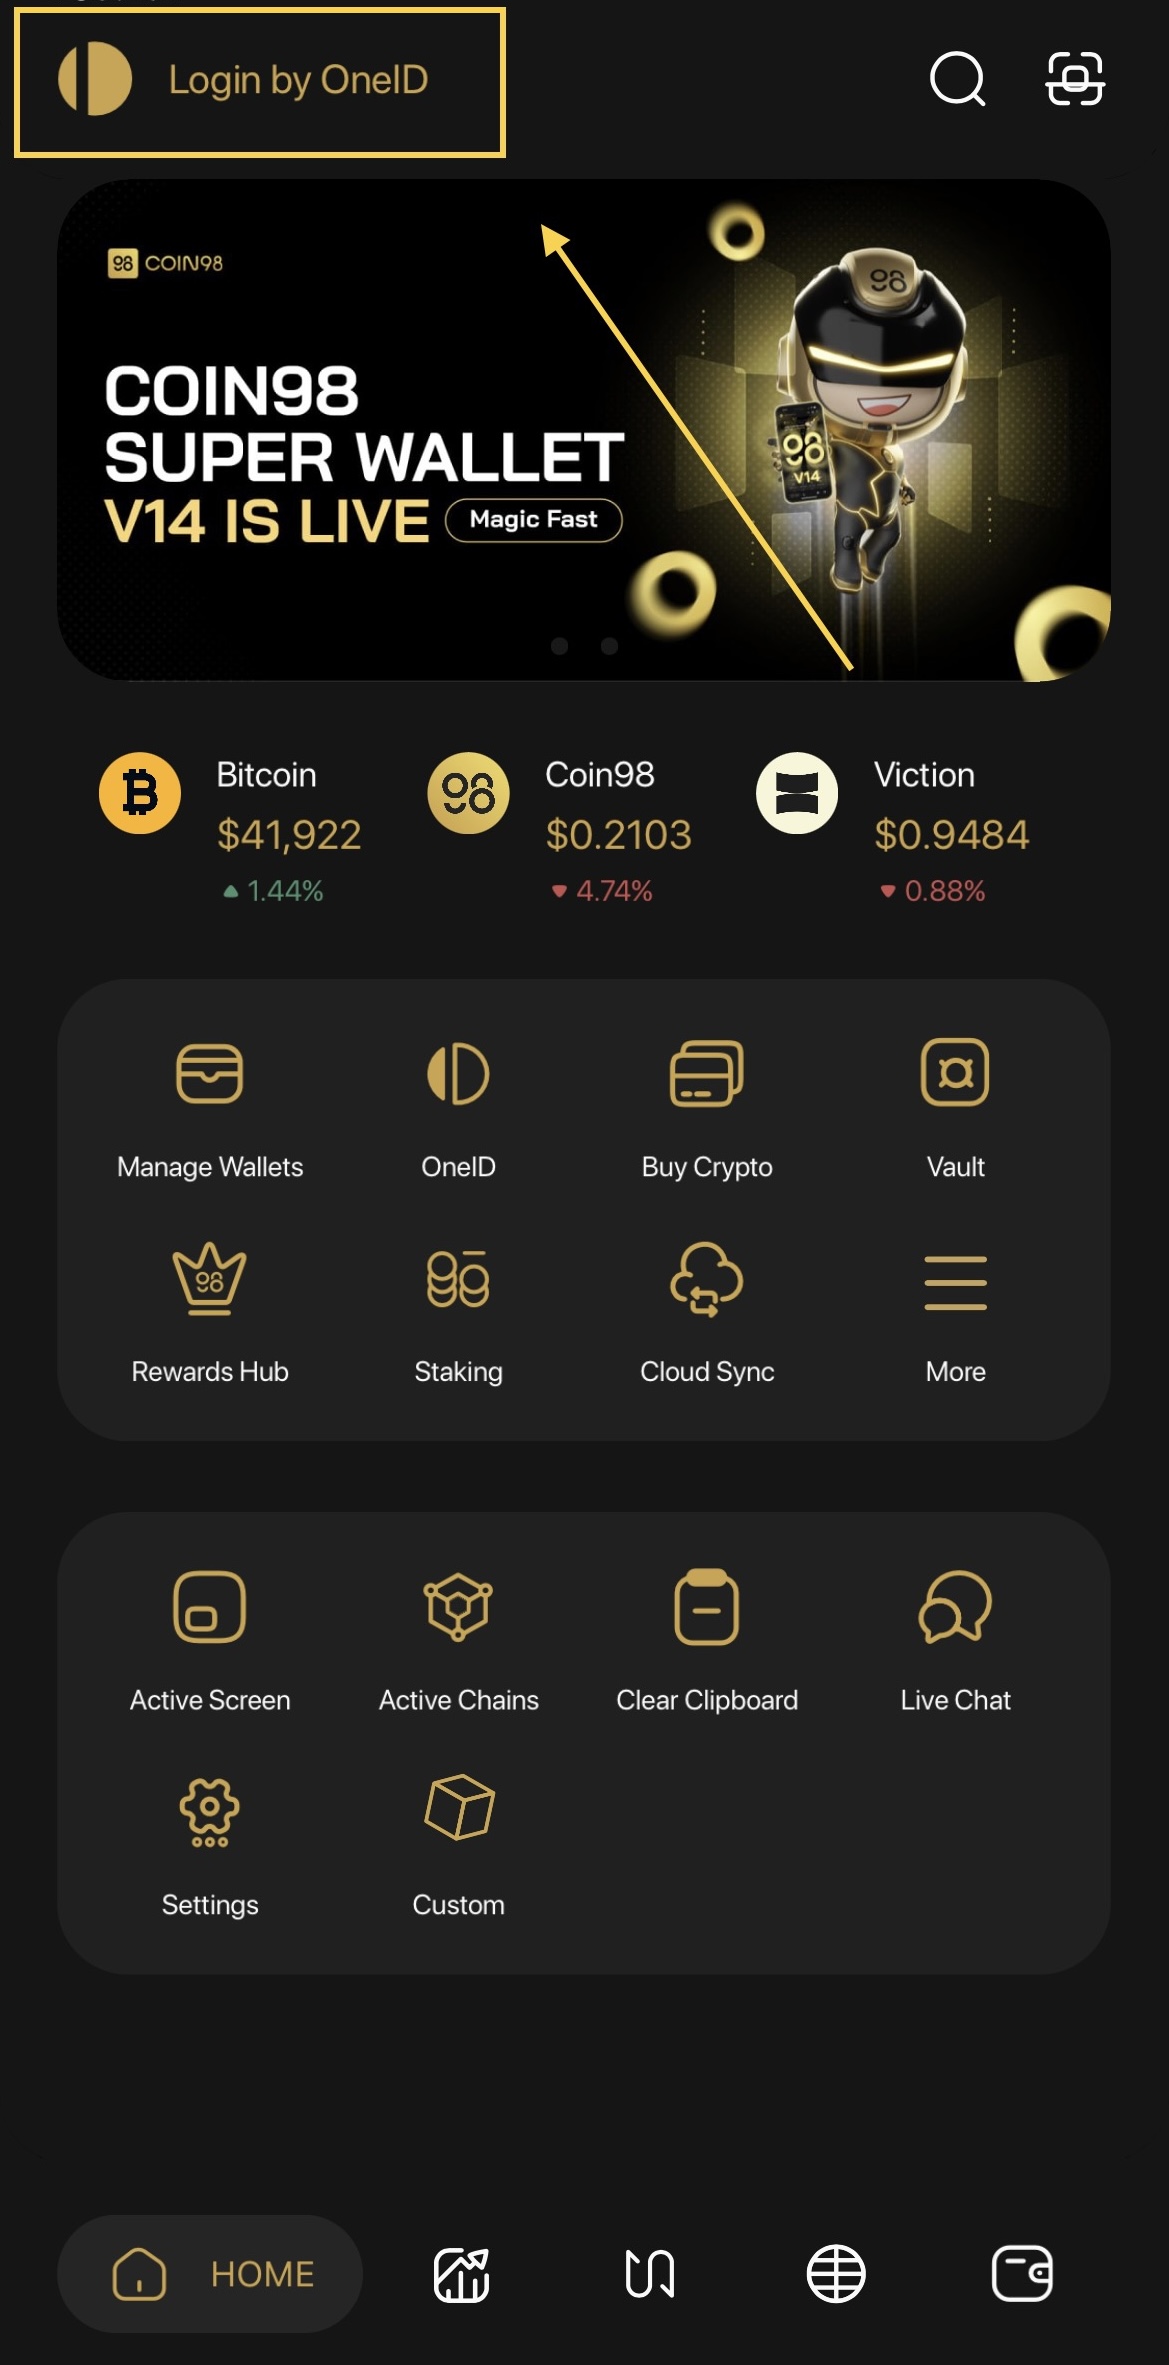 Login by OneID
98 COIN98
COIN98
SUPER WALLET
V14 IS LIVE Magic Fast
98
98
V14
Bitcoin Coin98 Viction
$41,922 $0.2103 $0.9484
1.44% 4.74% 0.88%
Manage Wallets OneID Buy Crypto Vault
98
Rewards Hub Staking Cloud Sync More
Active Screen Active Chains Clear Clipboard Live Chat
Settings Custom
HOME